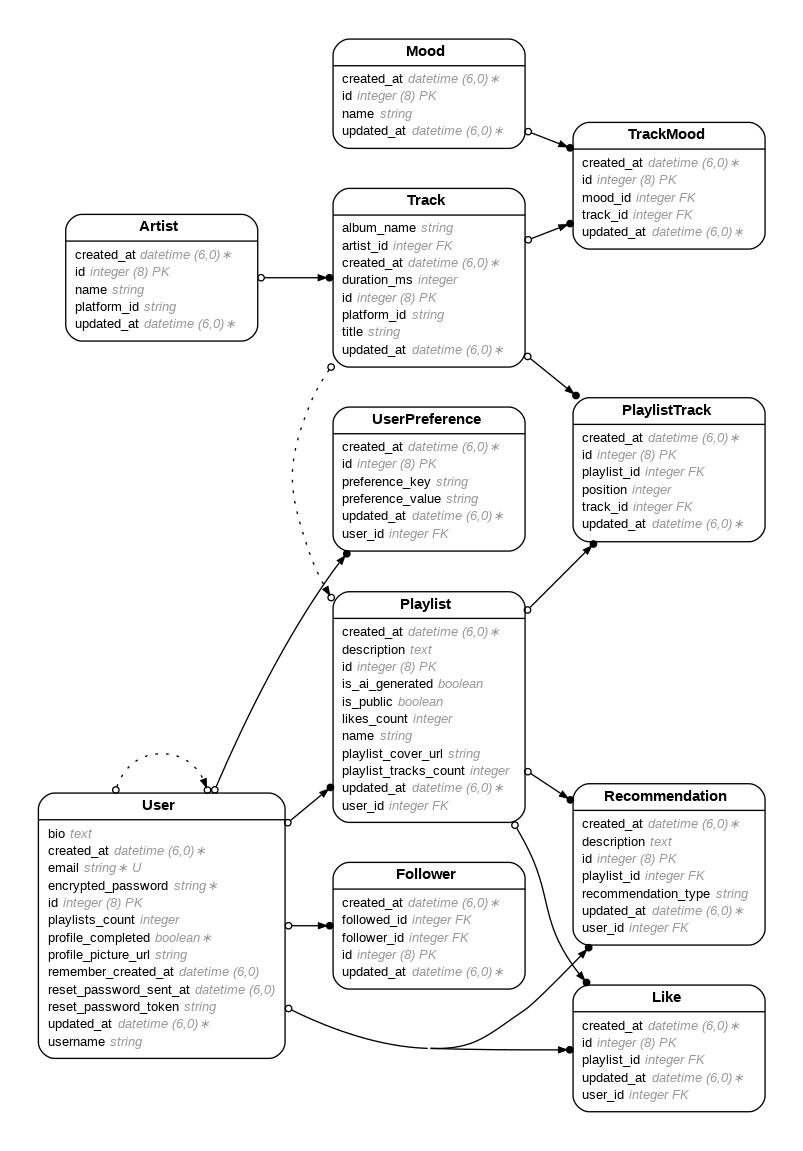 Mood
created_at datetime (6,0)∗
id integer (8) PK
name string
updated_at datetime (6,0)∗
TrackMood
created_at datetime (6,0)∗
id integer (8) PK
mood_id integer FK
track_id integer FK
updated_at datetime (6,0)∗
Track
album_name string
artist_id integer FK
created_at datetime (6,0)∗
duration_ms integer
id integer (8) PK
platform_id string
title string
updated_at datetime (6,0)∗
Artist
created_at datetime (6,0)∗
id integer (8) PK
name string
platform_id string
updated_at datetime (6,0)∗
UserPreference
created_at datetime (6,0)∗
id integer (8) PK
preference_key string
preference_value string
updated_at datetime (6,0)∗
user_id integer FK
PlaylistTrack
created_at datetime (6,0)∗
id integer (8) PK
playlist_id integer FK
position integer
track_id integer FK
updated_at datetime (6,0)∗
Playlist
created_at datetime (6,0)∗
description text
id integer (8) PK
is_ai_generated boolean
is_public boolean
likes_count integer
name string
playlist_cover_url string
playlist_tracks_count integer
updated_at datetime (6,0)∗
user_id integer FK
User
bio text
created_at datetime (6,0)∗
email string∗ U
encrypted_password string∗
id integer (8) PK
playlists_count integer
profile_completed boolean∗
profile_picture_url string
remember_created_at datetime (6,0)
reset_password_sent_at datetime (6,0)
reset_password_token string
updated_at datetime (6,0)∗
username string
Follower
created_at datetime (6,0)∗
followed_id integer FK
follower_id integer FK
id integer (8) PK
updated_at datetime (6,0)∗
Recommendation
created_at datetime (6,0)∗
description text
id integer (8) PK
playlist_id integer FK
recommendation_type string
updated_at datetime (6,0)∗
user_id integer FK
Like
created_at datetime (6,0)∗
id integer (8) PK
playlist_id integer FK
updated_at datetime (6,0)∗
user_id integer FK